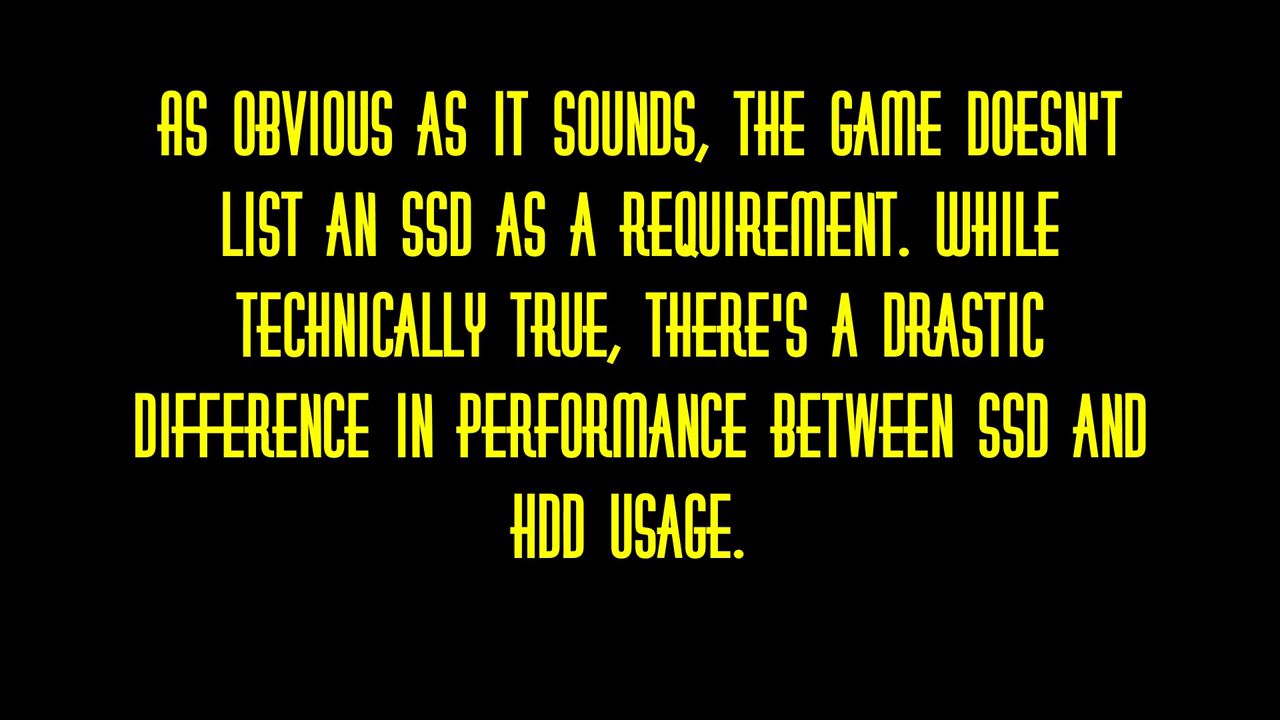 AS OBVIOUS AS IT SOUNDS, THE GAME DOESN'T
LIST AN SSD AS A REQUIREMENT. WHILE
TECHNICALLY TRUE, THERE'S A DRASTIC
DIFFERENCE IN PERFORMANCE BETWEEN SSD AND
HDD USAGE.